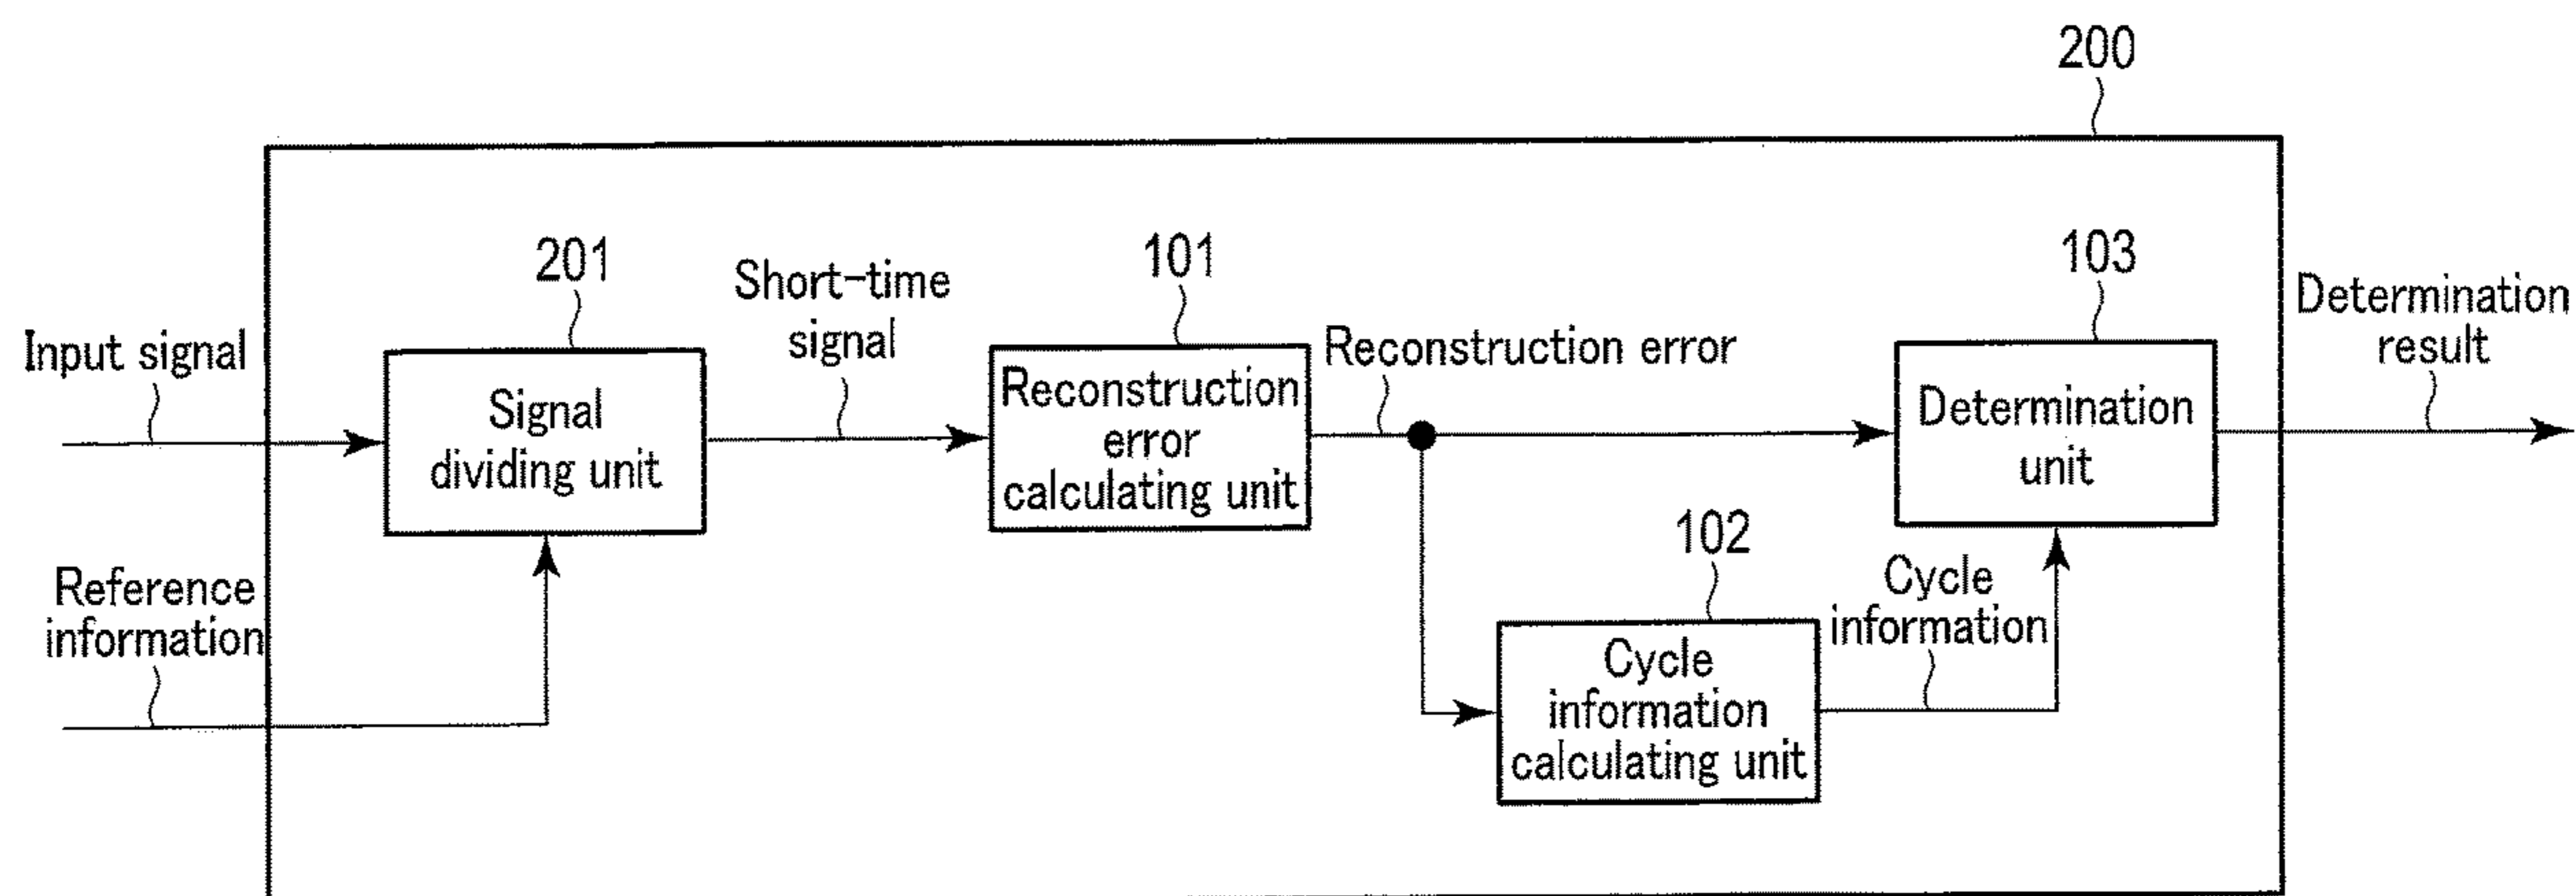 200
201
Short-time
signal
101
103
Determination
result
Input signal
Signal
dividing unit
Reconstruction
error
calculating unit
Reconstruction error
Determination
unit
Reference
information
102
Cycle
information
Cycle
information
calculating unit